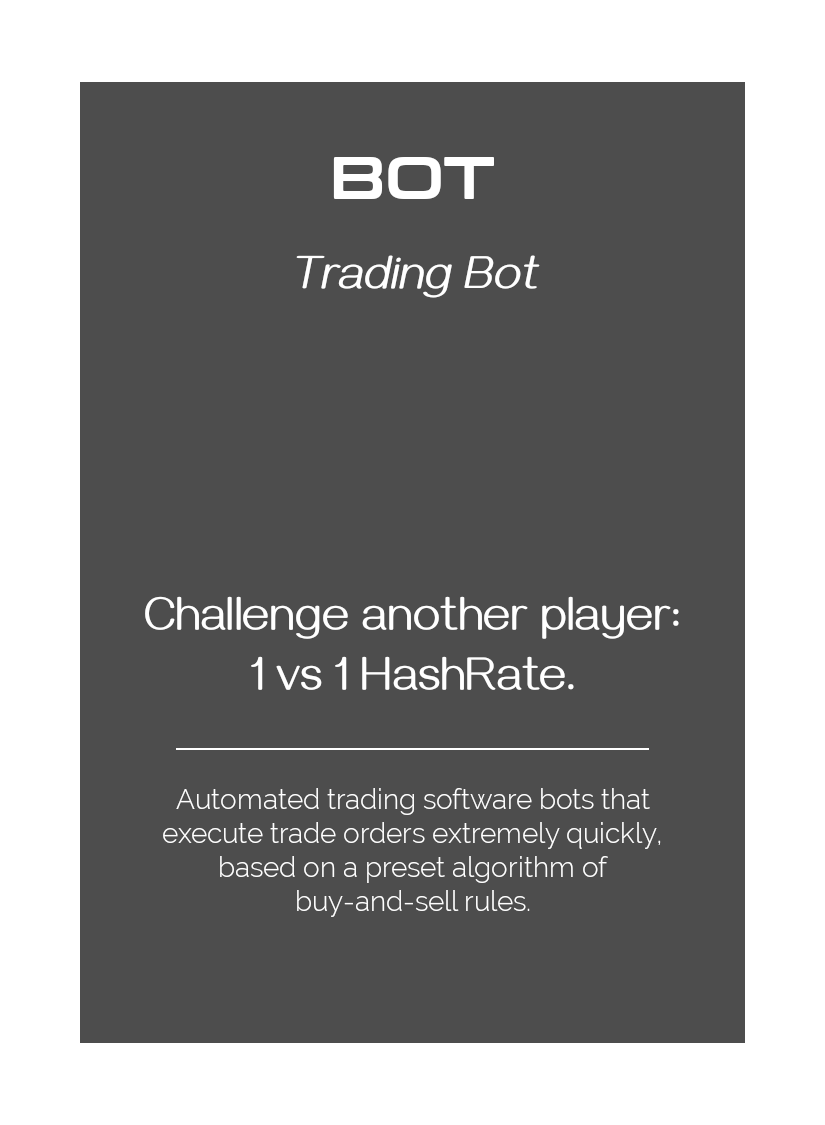 BOT
Trading Bot
Challenge another player:
1 vs 1 HashRate.
Automated trading software bots that
execute trade orders extremely quickly,
based on a preset algorithm of
buy-and-sell rules.